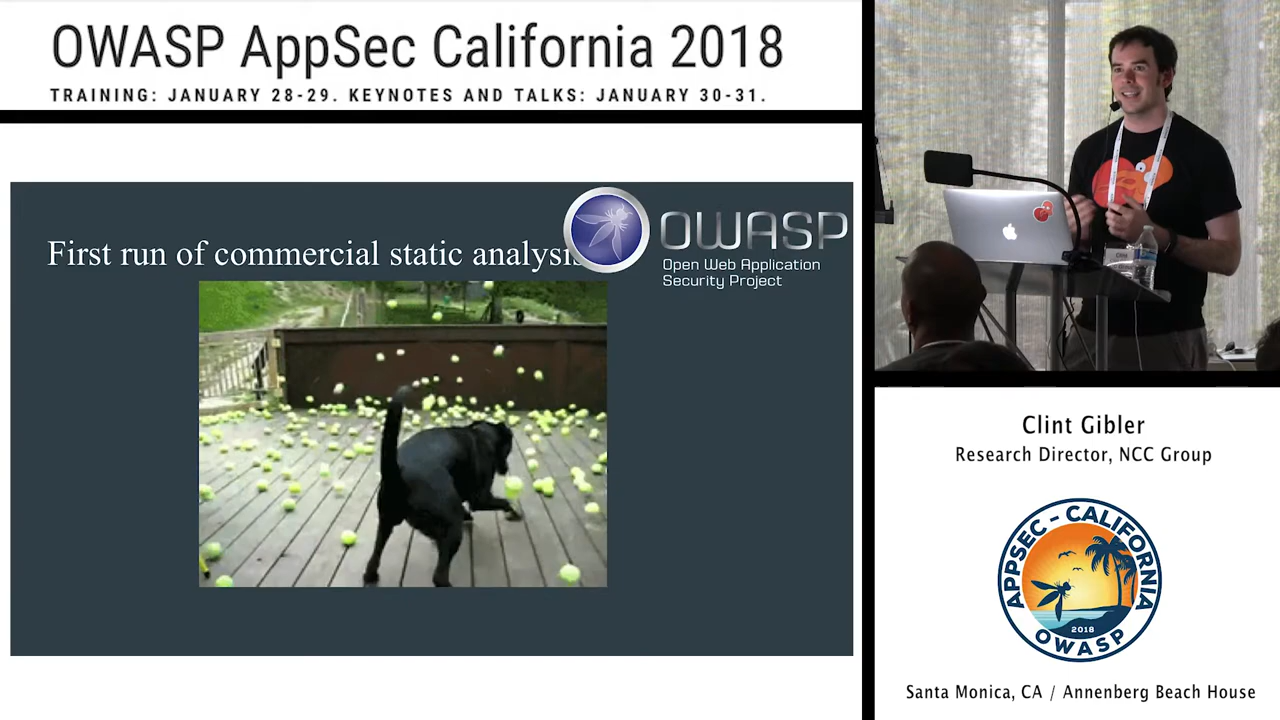 OWASP AppSec California 2018
TRAINING: JANUARY 28-29. KEYNOTES AND TALKS: JANUARY 30-31.
First run of commercial static analysis
OWASP
Open Web Application
Security Project
Clint Gibler
Research Director, NCC Group
APPSEC - CALIFORNIA
2018
OWASP
Santa Monica, CA / Annenberg Beach House